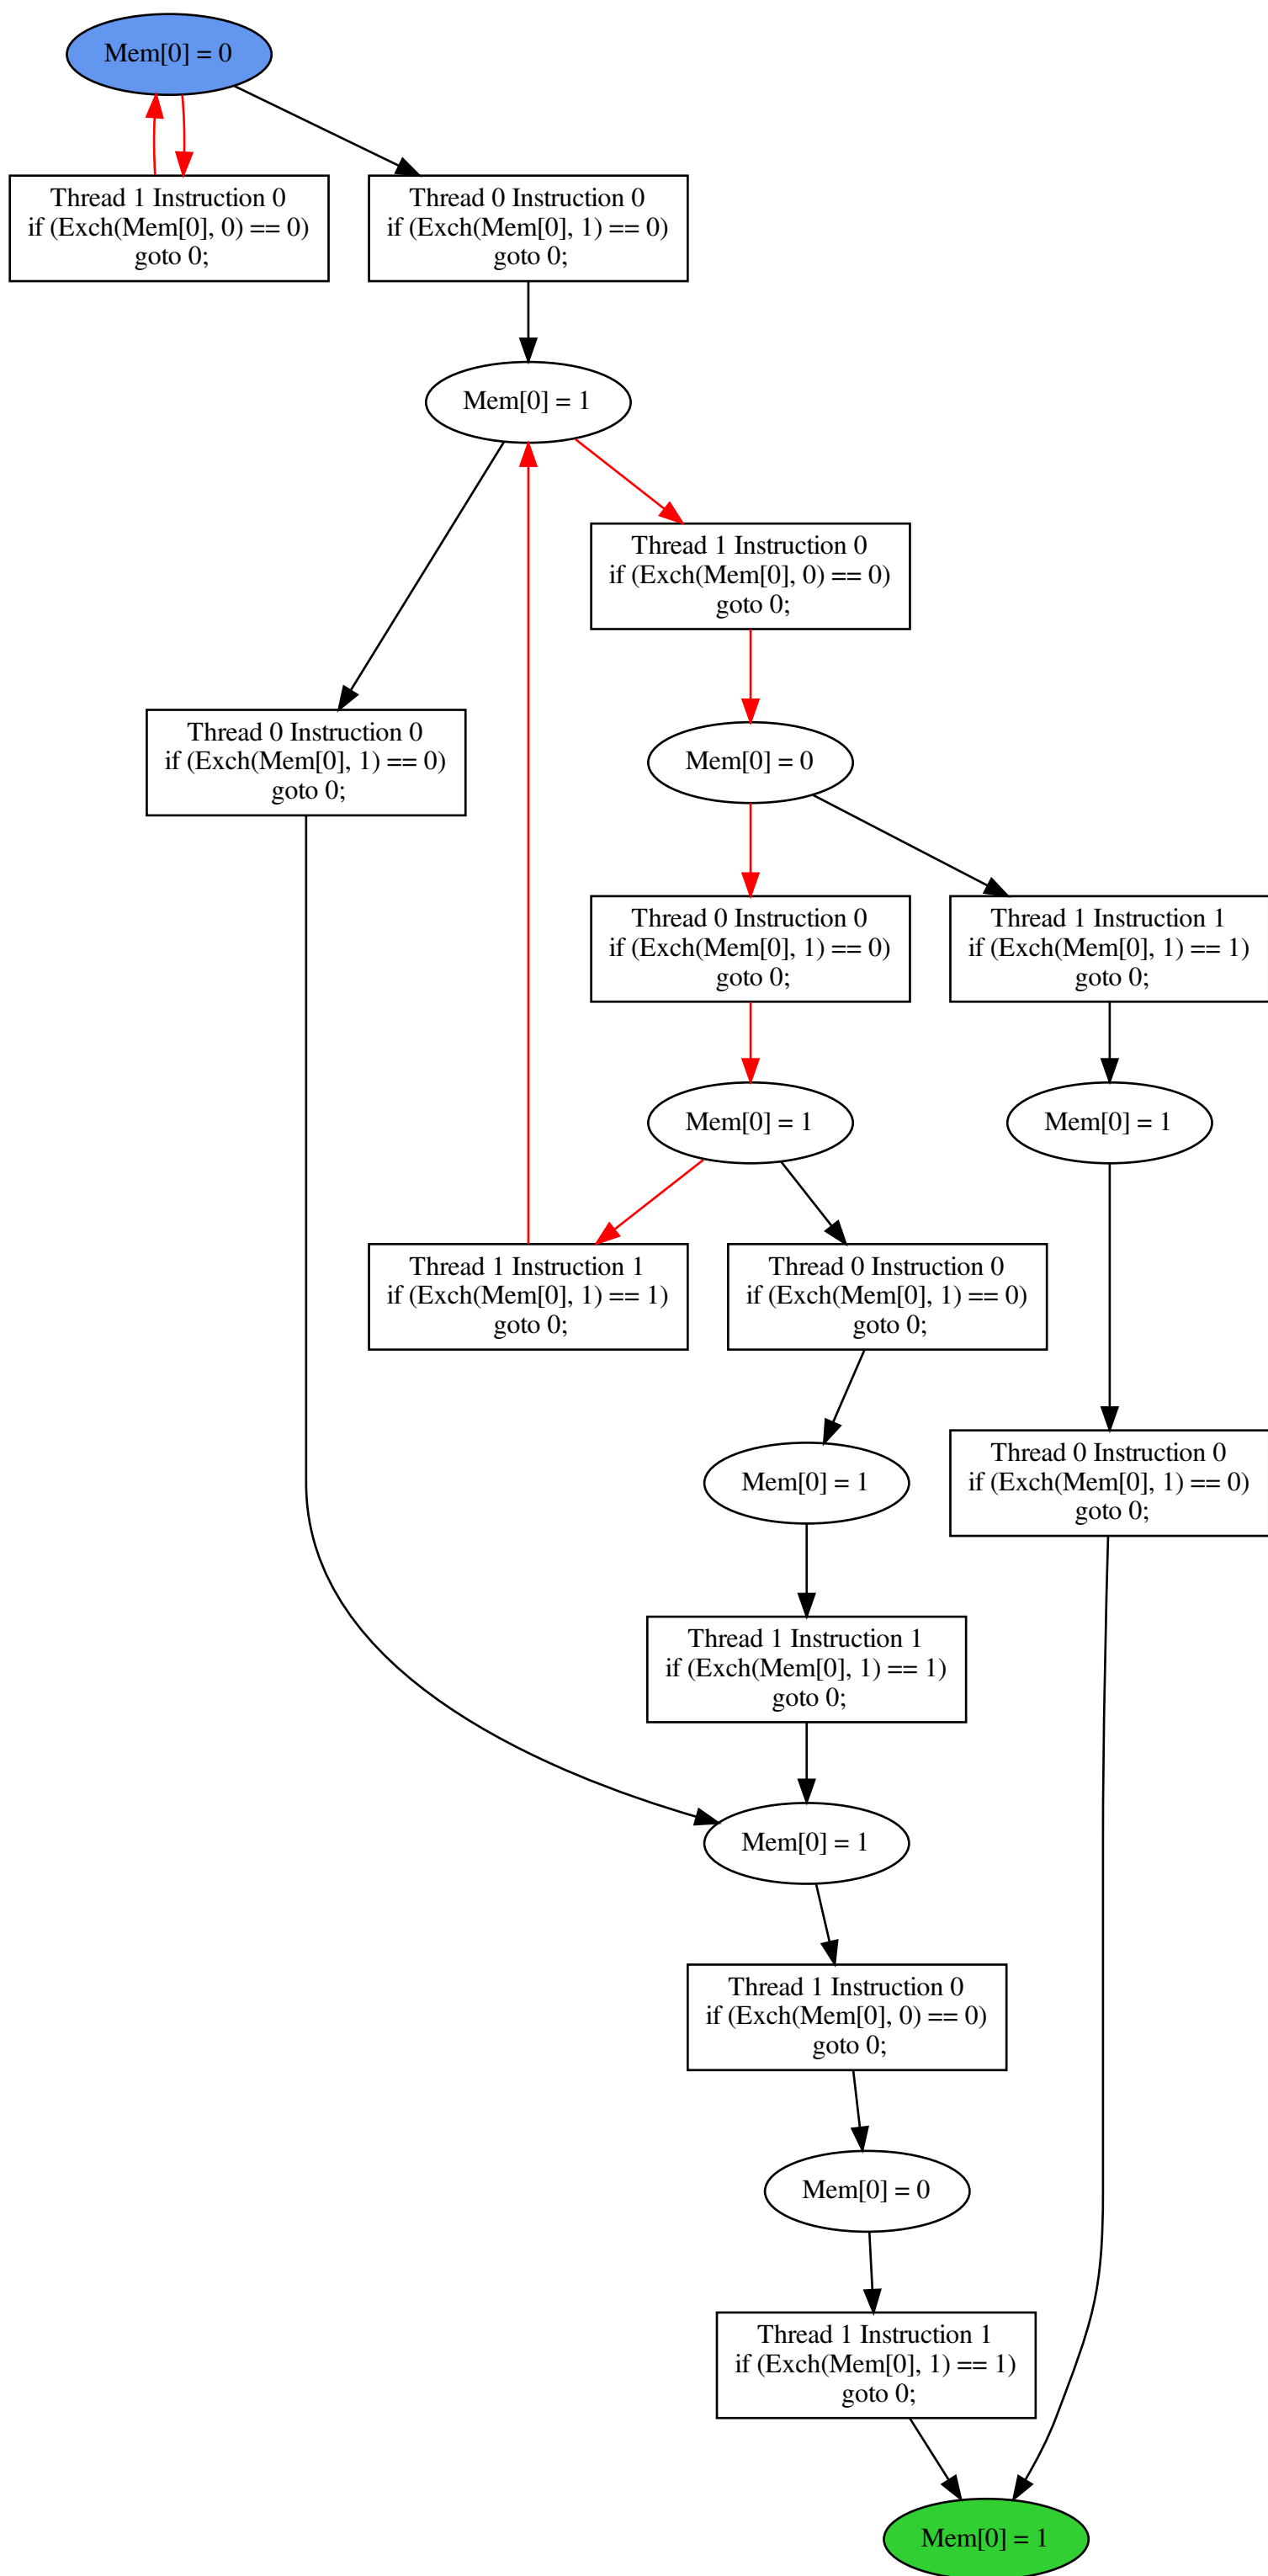 Mem[0] = 0
Thread 1 Instruction 0
if (Exch(Mem[0], 0) == 0)
goto 0;
Thread 0 Instruction 0
if (Exch(Mem[0], 1) == 0)
goto 0;
Mem[0] = 1
Thread 1 Instruction 0
if (Exch(Mem[0], 0) == 0)
goto 0;
Thread 0 Instruction 0
if (Exch(Mem[0], 1) == 0)
goto 0;
Mem[0] = 0
Thread 0 Instruction 0
if (Exch(Mem[0], 1) == 0)
goto 0;
Thread 1 Instruction 1
if (Exch(Mem[0], 1) == 1)
goto 0;
Mem[0] = 1
Mem[0] = 1
Thread 1 Instruction 1
if (Exch(Mem[0], 1) == 1)
goto 0;
Thread 0 Instruction 0
if (Exch(Mem[0], 1) == 0)
goto 0;
Mem[0] = 1
Thread 0 Instruction 0
if (Exch(Mem[0], 1) == 0)
goto 0;
Thread 1 Instruction 1
if (Exch(Mem[0], 1) == 1)
goto 0;
Mem[0] = 1
Thread 1 Instruction 0
if (Exch(Mem[0], 0) == 0)
goto 0;
Mem[0] = 0
Thread 1 Instruction 1
if (Exch(Mem[0], 1) == 1)
goto 0;
Mem[0] = 1